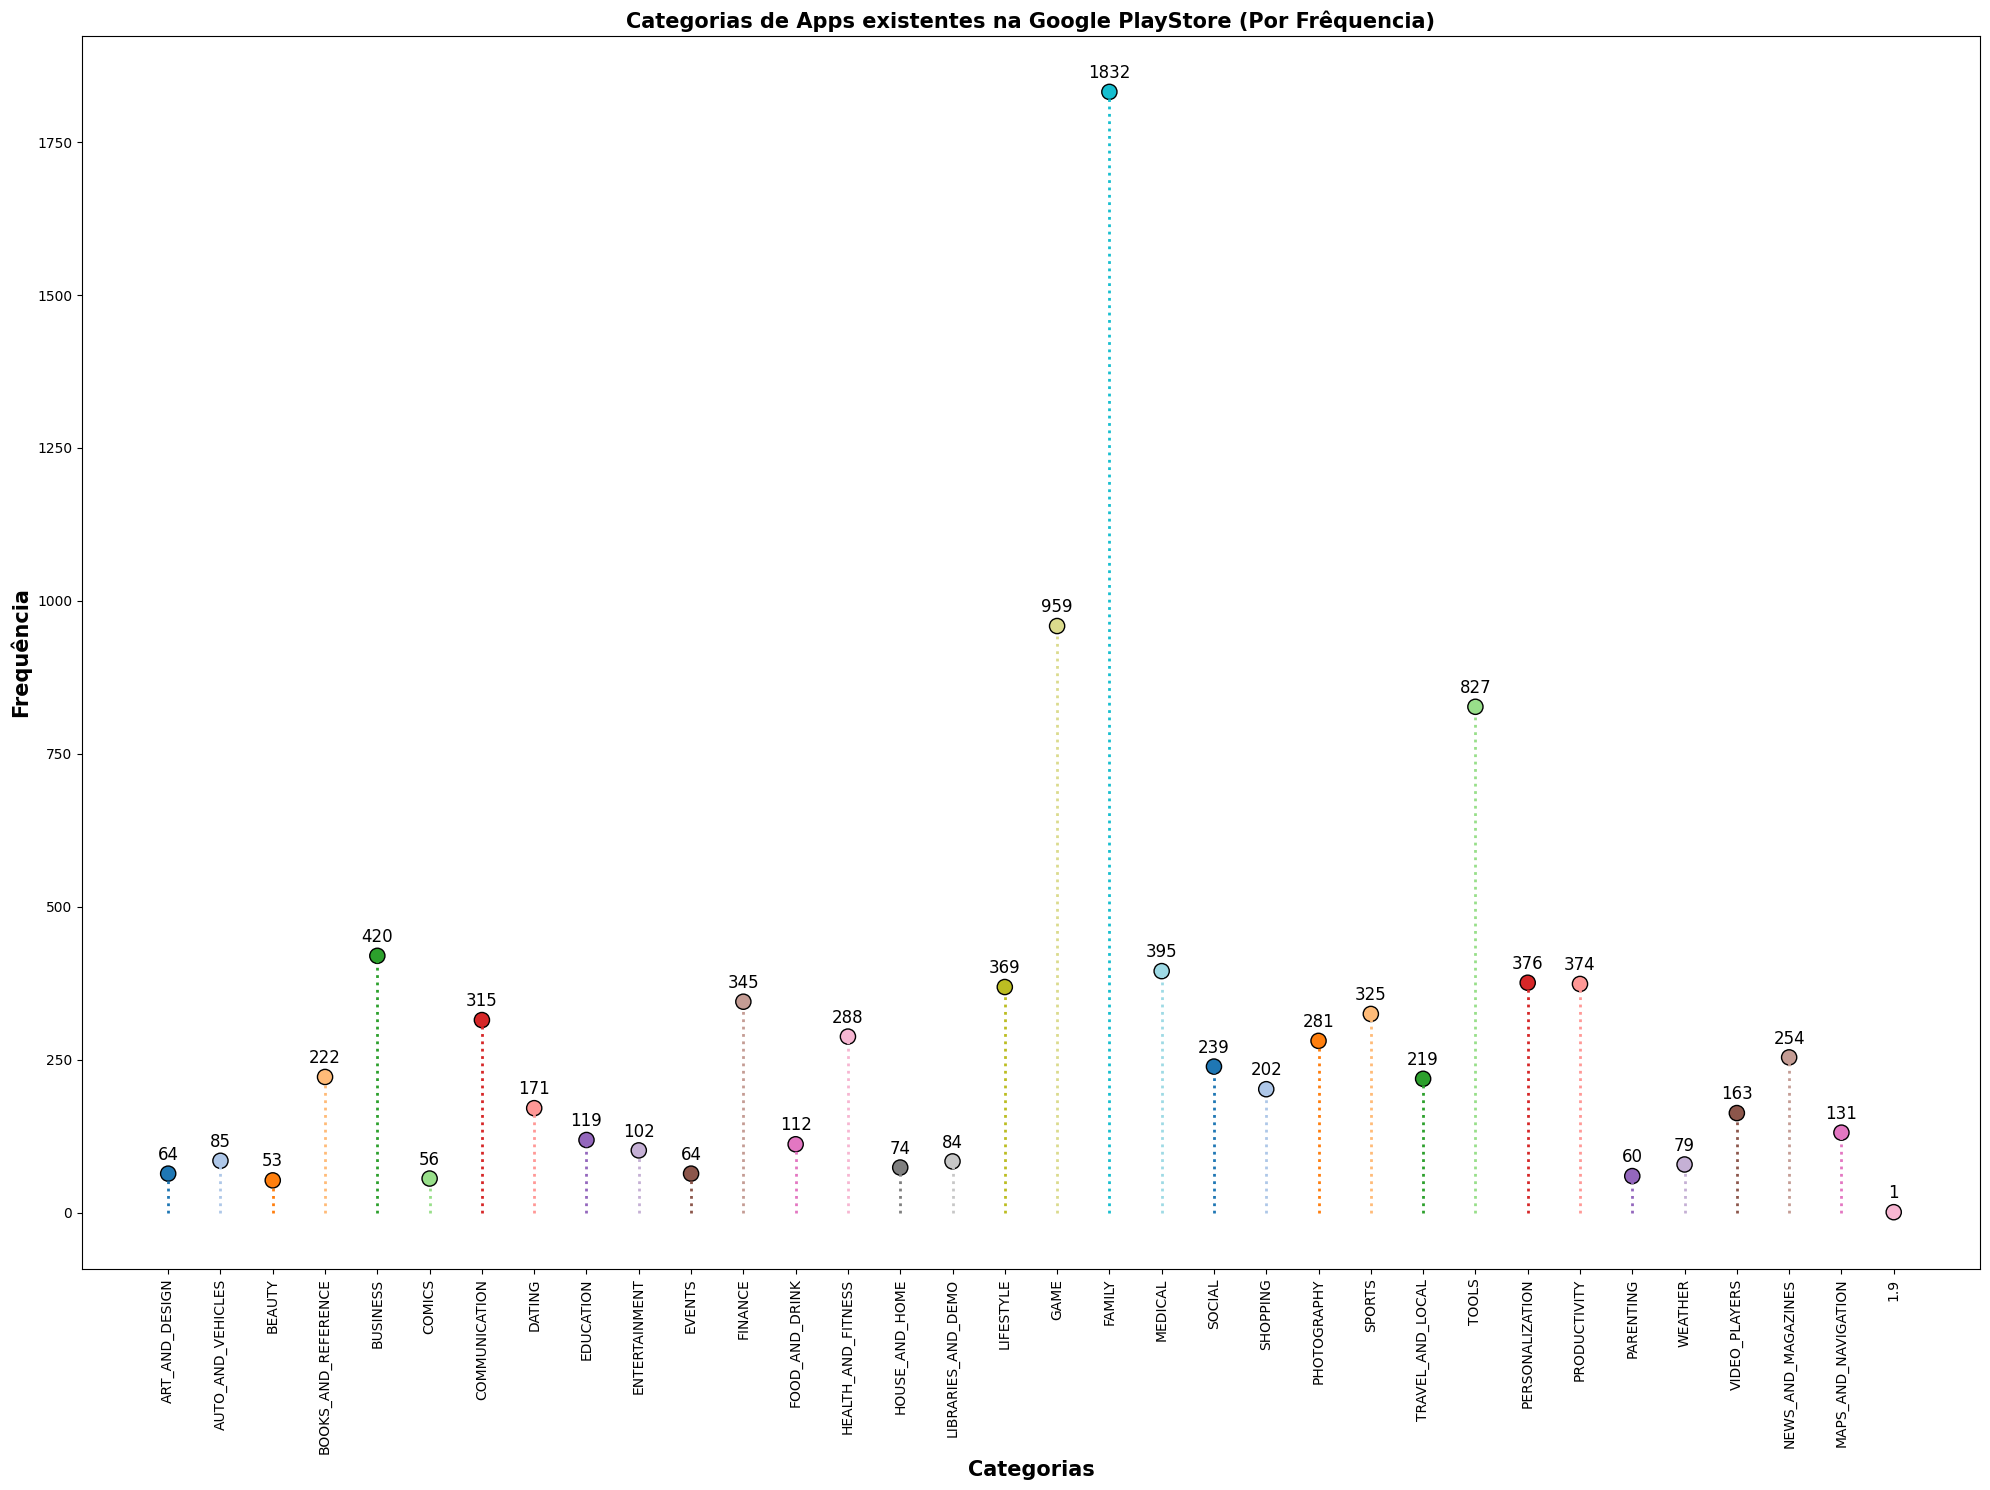 Categorias de Apps existentes na Google PlayStore (Por Frêquencia)
Frequência
1750
1500
1250
1000
750
500
250
0
64
85
53
222
420
56
315
171
119
102
64
345
112
288
74
84
369
959
1832
395
239
202
281
325
219
827
376
374
60
79
163
254
131
1
ART_AND_DESIGN
AUTO_AND_VEHICLES
BEAUTY
BOOKS_AND_REFERENCE
BUSINESS
COMICS
COMMUNICATION
DATING
EDUCATION
ENTERTAINMENT
EVENTS
FINANCE
FOOD_AND_DRINK
HEALTH_AND_FITNESS
HOUSE_AND_HOME
LIBRARIES_AND_DEMO
LIFESTYLE
GAME
FAMILY
MEDICAL
SOCIAL
SHOPPING
PHOTOGRAPHY
SPORTS
TRAVEL_AND_LOCAL
TOOLS
PERSONALIZATION
PRODUCTIVITY
PARENTING
WEATHER
VIDEO_PLAYERS
NEWS_AND_MAGAZINES
MAPS_AND_NAVIGATION
1.9
Categorias